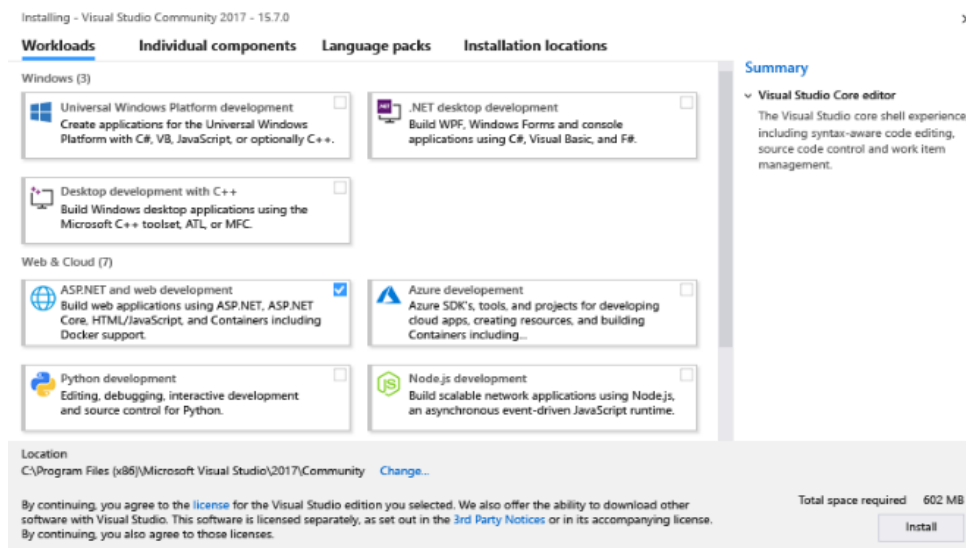 Installing - Visual Studio Community 2017 - 15.7.0
Workloads Individual components Language packs Installation locations
Windows (3)
Universal Windows Platform development
Create applications for the Universal Windows
Platform with C#, VB, JavaScript, or optionally C++.
.NET desktop development
Build WPF, Windows Forms and console
applications using C#, Visual Basic, and F#.
Desktop development with C++
Build Windows desktop applications using the
Microsoft C++ toolset, ATL, or MFC.
Web & Cloud (7)
ASP.NET and web development
Build web applications using ASP.NET, ASP.NET
Core, HTML/JavaScript, and Containers including
Docker support.
Azure developement
Azure SDK's, tools, and projects for developing
cloud apps, creating resources, and building
Containers including...
Python development
Editing, debugging, interactive development
and source control for Python.
JS
Node.js development
Build scalable network applications using Node.js,
an asynchronous event-driven JavaScript runtime.
Summary
Visual Studio Core editor
The Visual Studio core shell experience
including syntax-aware code editing,
source code control and work item
management.
Location
C:\Program Files (x86)\Microsoft Visual Studio\2017\Community Change...
By continuing, you agree to the license for the Visual Studio edition you selected. We also offer the ability to download other
software with Visual Studio. This software is licensed separately, as set out in the 3rd Party Notices or in its accompanying license.
By continuing, you also agree to those licenses.
Total space required 602 MB
Install